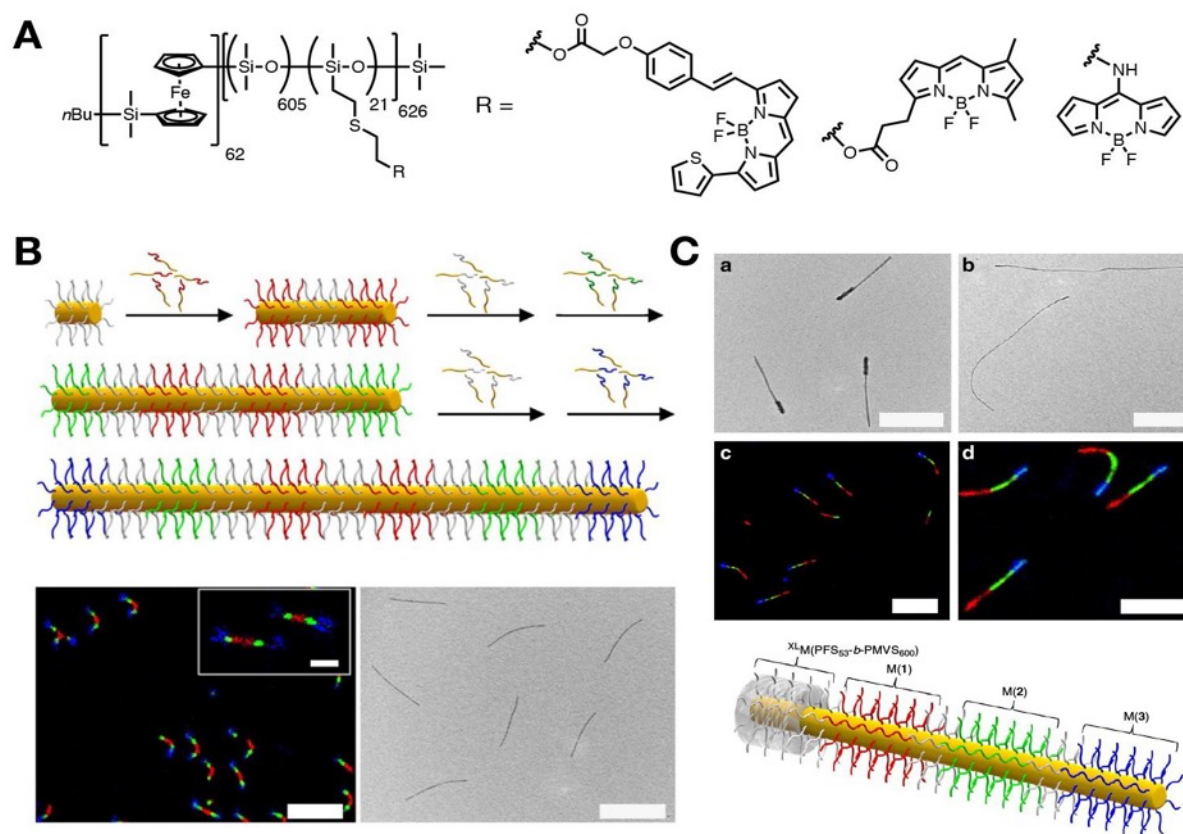 A
nBu
Si
Fe
62
Si
O
605
Si
O
21
626
Si
S
R
R =
O
O
O
F
F
B
N
N
S
O
O
N
B
N
F
F
NH
N
B
N
F
F
B
C
a
b
c
d
XLM(PFS53-b-PMVS600)
M(1)
M(2)
M(3)